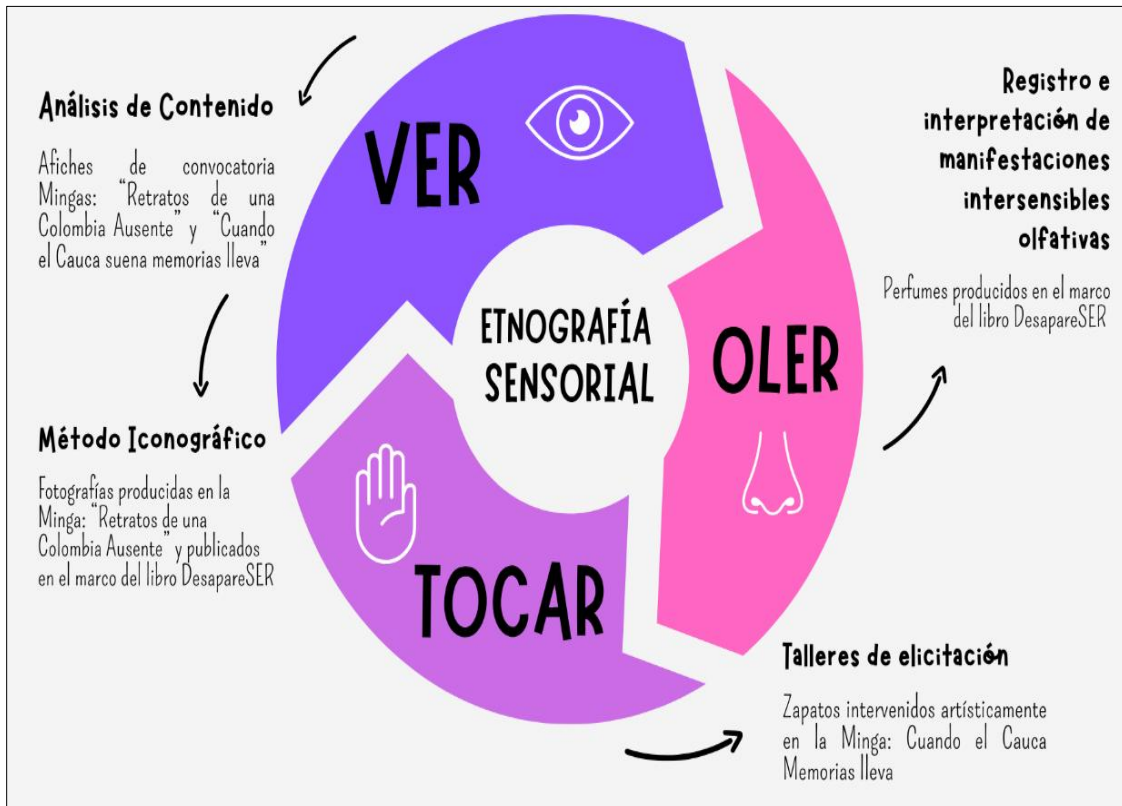 Análisis de Contenido
Afiches de convocatoria
Mingas: “Retratos de una
Colombia Ausente” y “Cuando
el Cauca suena memorias lleva”
Método Iconográfico
Fotografías producidas en la
Minga: “Retratos de una
Colombia Ausente” y publicados
en el marco del libro DesapareSER
VER
ETNOGRAFÍA
SENSORIAL
OLER
TOCAR
Registro e
interpretación de
manifestaciones
intersensibles
olfativas
Perfumes producidos en el marco
del libro DesapareSER
Talleres de elicitación
Zapatos intervenidos artísticamente
en la Minga: Cuando el Cauca
Memorias lleva